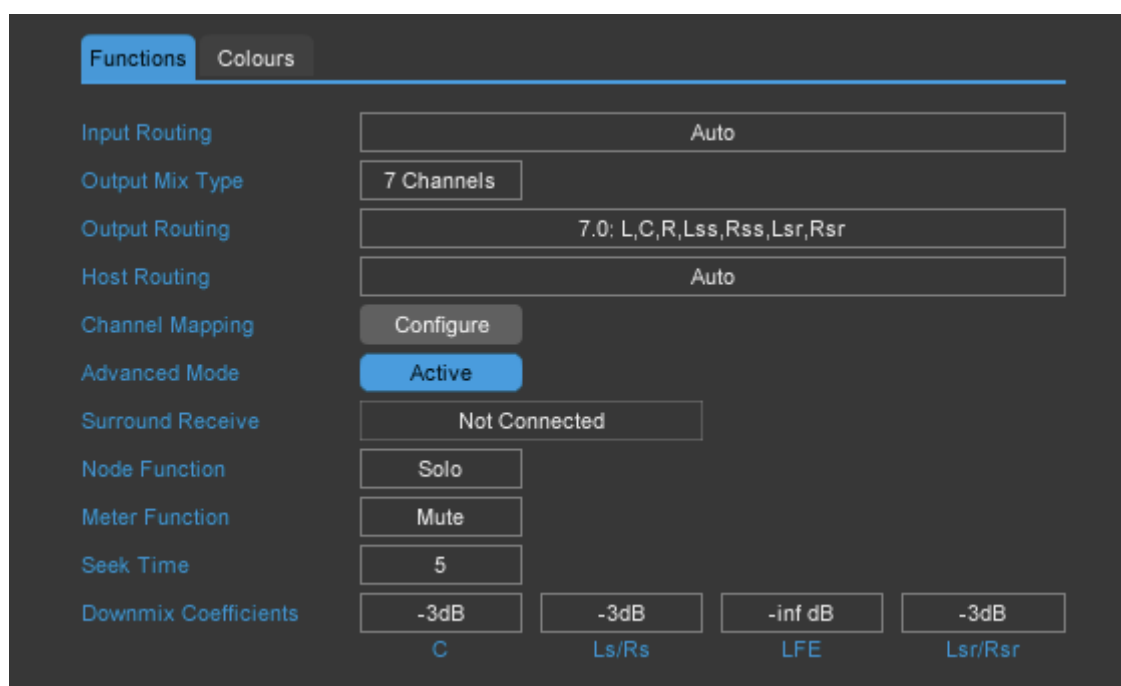 Functions Colours
Input Routing Auto
Output Mix Type 7 Channels
Output Routing 7.0: L,C,R,Lss,Rss,Lsr,Rsr
Host Routing Auto
Channel Mapping Configure
Advanced Mode Active
Surround Receive Not Connected
Node Function Solo
Meter Function Mute
Seek Time 5
Downmix Coefficients -3dB -3dB -inf dB -3dB
C Ls/Rs LFE Lsr/Rsr